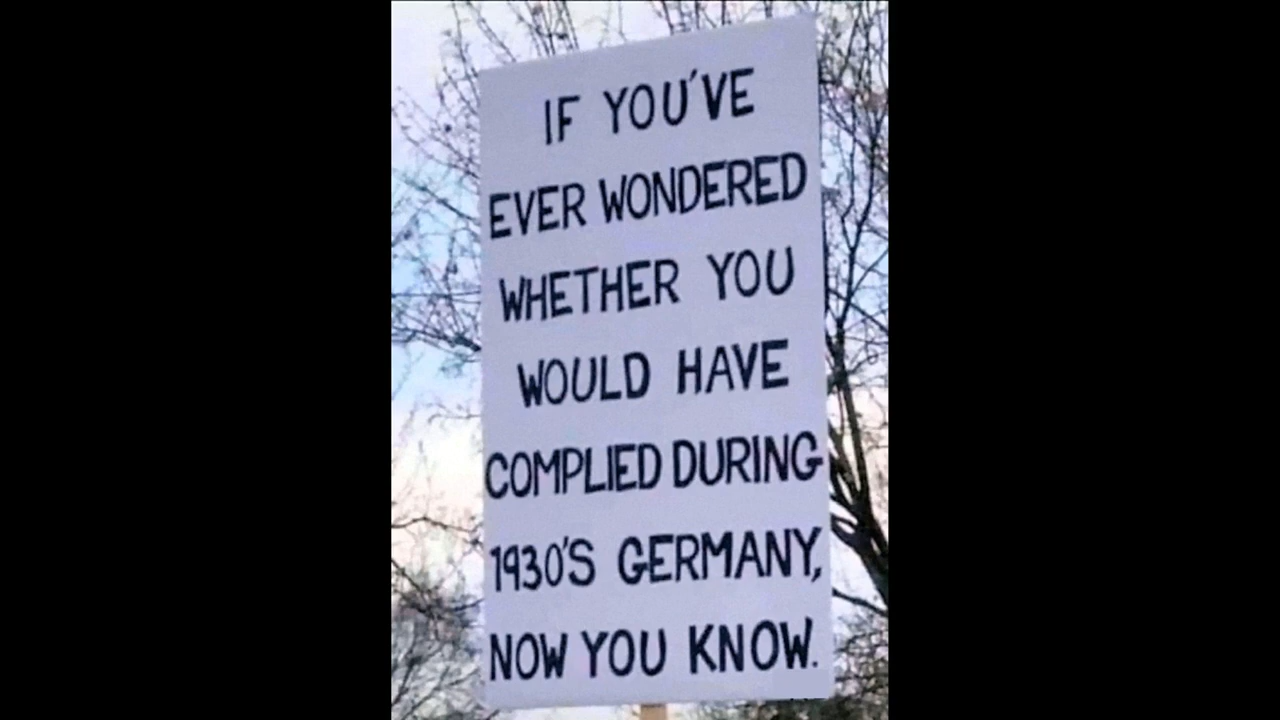 IF YOU'VE
EVER WONDERED
WHETHER YOU
WOULD HAVE
COMPLIED DURING
1930'S GERMANY,
NOW YOU KNOW.